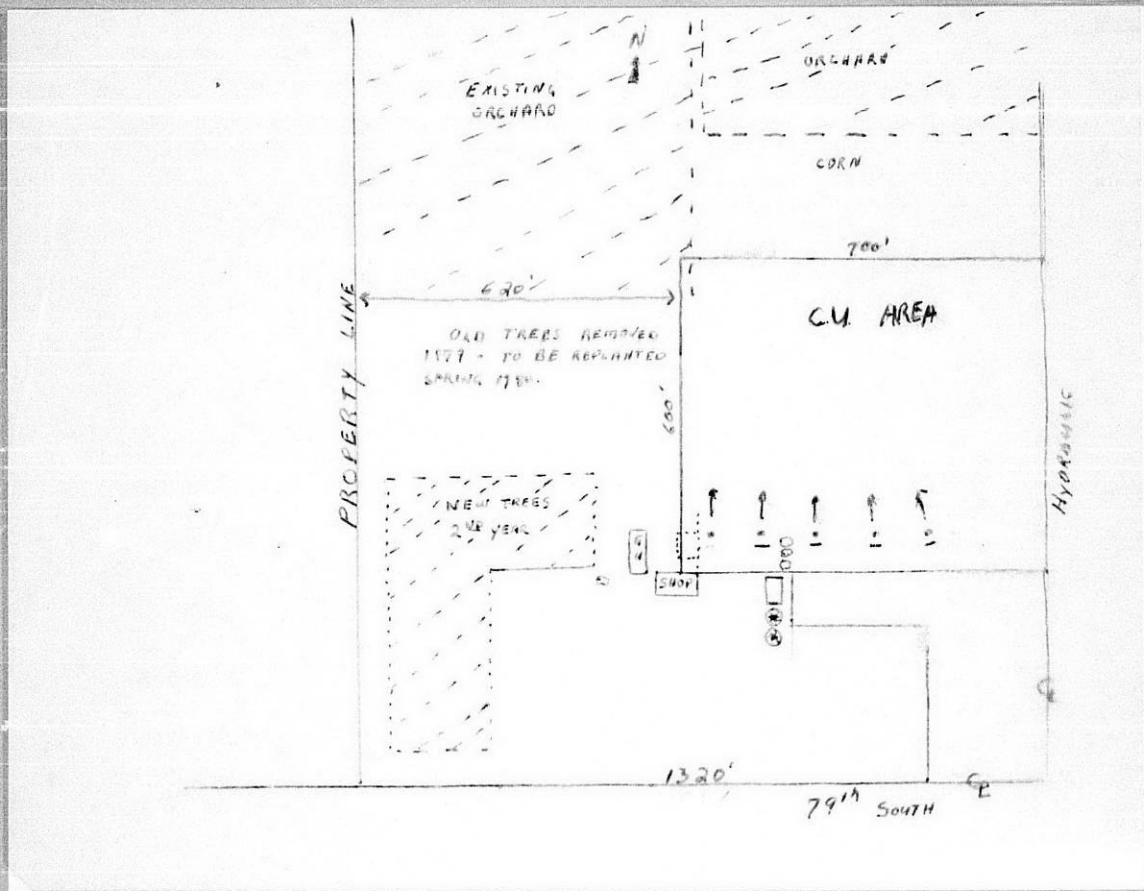 N
EXISTING
ORCHARD
ORCHARD
CORN
700'
620'
C.U. AREA
OLD TREES REMOVED
1979 - TO BE REPLANTED
SPRING 1980.
600'
PROPERTY LINE
HYDRAULIC
NEW TREES
2ND YEAR
SHOP
1320'
79th SOUTH